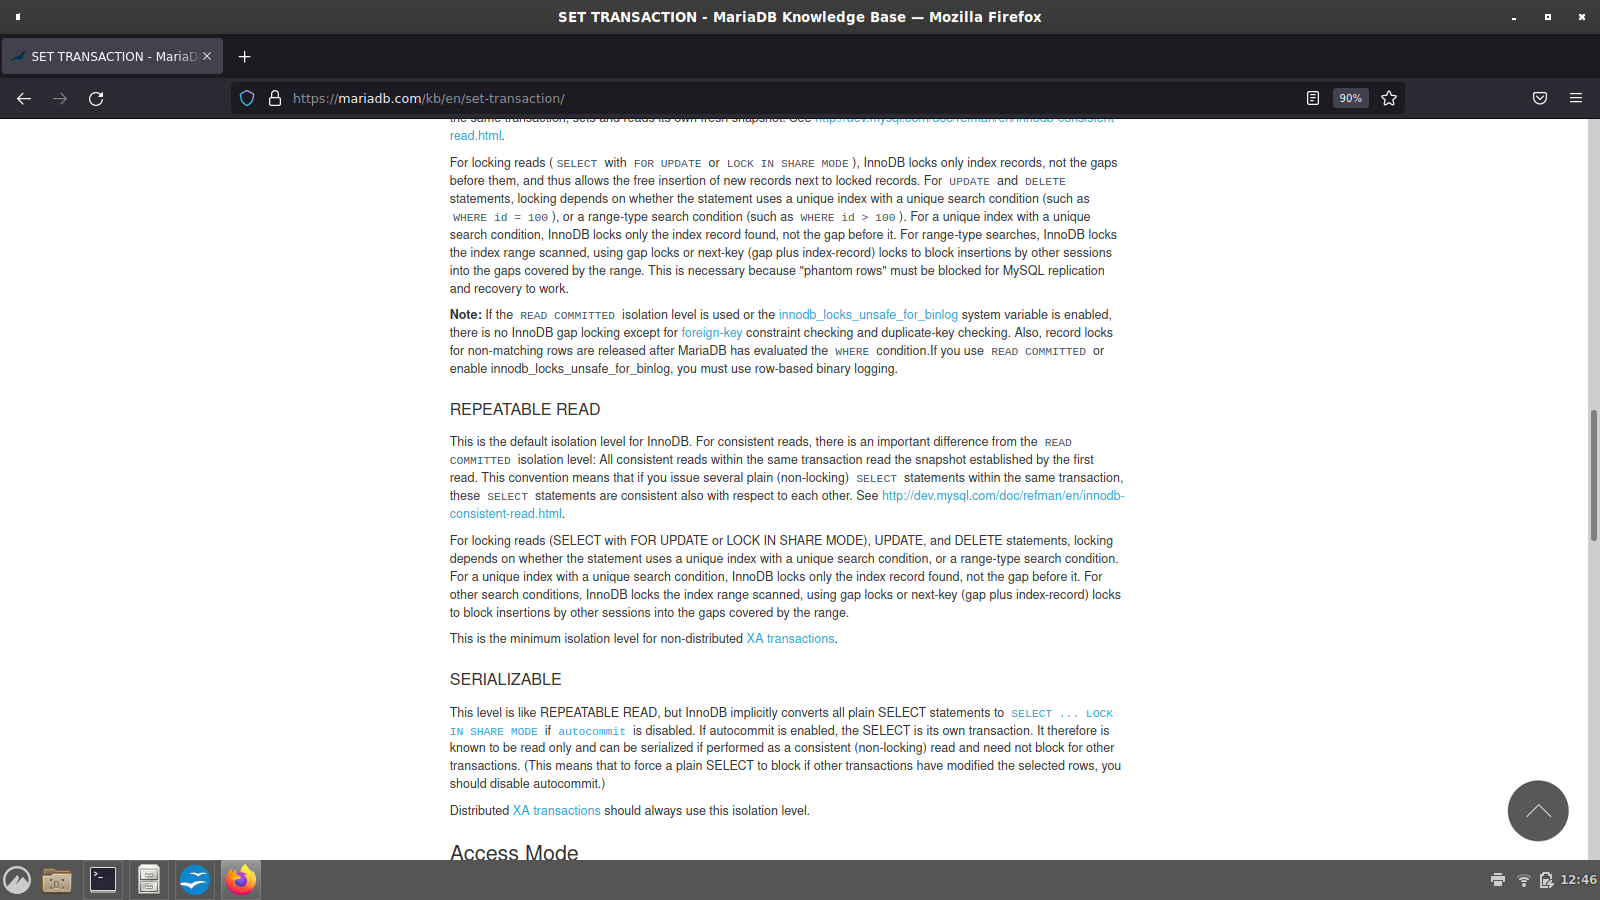 SET TRANSACTION - MariaDB Knowledge Base — Mozilla Firefox
SET TRANSACTION - MariaD
https://mariadb.com/kb/en/set-transaction/
90%
the same transaction, sets and reads its own fresh snapshot. See http://dev.mysql.com/doc/refman/en/innodb-consistent-
read.html.
For locking reads ( SELECT with FOR UPDATE or LOCK IN SHARE MODE ), InnoDB locks only index records, not the gaps
before them, and thus allows the free insertion of new records next to locked records. For UPDATE and DELETE
statements, locking depends on whether the statement uses a unique index with a unique search condition (such as
WHERE id = 100 ), or a range-type search condition (such as WHERE id > 100 ). For a unique index with a unique
search condition, InnoDB locks only the index record found, not the gap before it. For range-type searches, InnoDB locks
the index range scanned, using gap locks or next-key (gap plus index-record) locks to block insertions by other sessions
into the gaps covered by the range. This is necessary because "phantom rows" must be blocked for MySQL replication
and recovery to work.
Note: If the READ COMMITTED isolation level is used or the innodb_locks_unsafe_for_binlog system variable is enabled,
there is no InnoDB gap locking except for foreign-key constraint checking and duplicate-key checking. Also, record locks
for non-matching rows are released after MariaDB has evaluated the WHERE condition.If you use READ COMMITTED or
enable innodb_locks_unsafe_for_binlog, you must use row-based binary logging.
REPEATABLE READ
This is the default isolation level for InnoDB. For consistent reads, there is an important difference from the READ
COMMITTED isolation level: All consistent reads within the same transaction read the snapshot established by the first
read. This convention means that if you issue several plain (non-locking) SELECT statements within the same transaction,
these SELECT statements are consistent also with respect to each other. See http://dev.mysql.com/doc/refman/en/innodb-
consistent-read.html.
For locking reads (SELECT with FOR UPDATE or LOCK IN SHARE MODE), UPDATE, and DELETE statements, locking
depends on whether the statement uses a unique index with a unique search condition, or a range-type search condition.
For a unique index with a unique search condition, InnoDB locks only the index record found, not the gap before it. For
other search conditions, InnoDB locks the index range scanned, using gap locks or next-key (gap plus index-record) locks
to block insertions by other sessions into the gaps covered by the range.
This is the minimum isolation level for non-distributed XA transactions.
SERIALIZABLE
This level is like REPEATABLE READ, but InnoDB implicitly converts all plain SELECT statements to SELECT ... LOCK
IN SHARE MODE if autocommit is disabled. If autocommit is enabled, the SELECT is its own transaction. It therefore is
known to be read only and can be serialized if performed as a consistent (non-locking) read and need not block for other
transactions. (This means that to force a plain SELECT to block if other transactions have modified the selected rows, you
should disable autocommit.)
Distributed XA transactions should always use this isolation level.
Access Mode
12:46